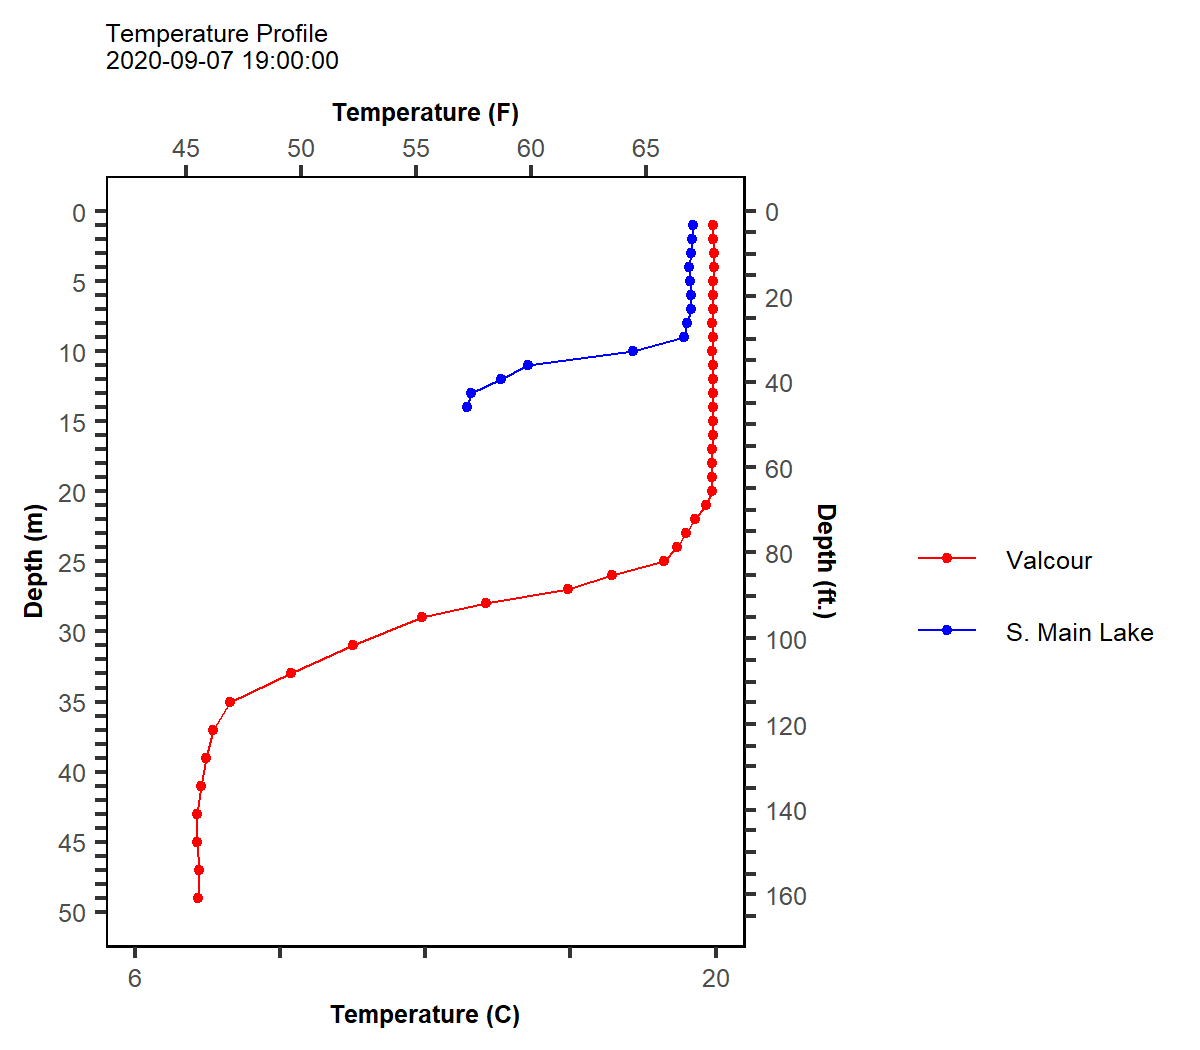 Temperature Profile
2020-09-07 19:00:00
Temperature (F)
45 50 55 60 65
0 0
5
20
10
40
15
60
20
80
25
100
30
35
120
40
140
45
160
50
Depth (m)
Depth (ft.)
Valcour
S. Main Lake
6 20
Temperature (C)